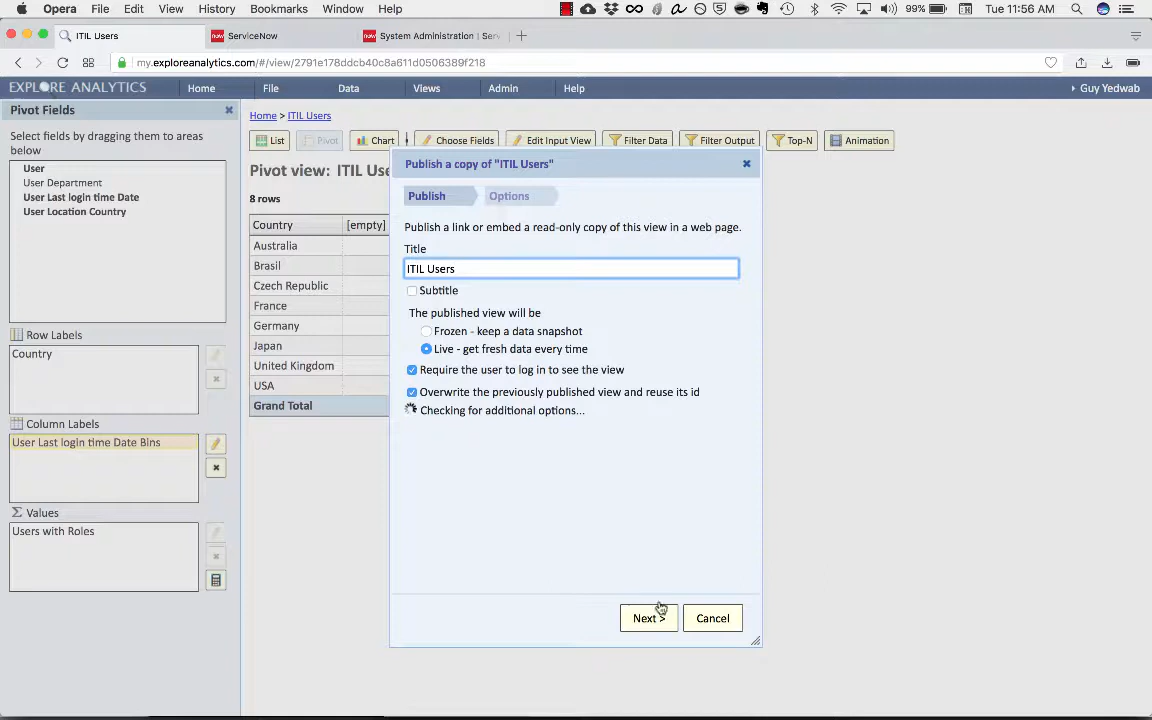 Opera File Edit View History Bookmarks Window Help 99% Tue 11:56 AM
ITIL Users ServiceNow System Administration | Serv
my.exploreanalytics.com/#/view/2791e178ddcb40c8a611d0506389f218
EXPLORE ANALYTICS Home File Data Views Admin Help Guy Yedwab
Pivot Fields
Select fields by dragging them to areas
below
User
User Department
User Last login time Date
User Location Country
Row Labels
Country
Column Labels
User Last login time Date Bins
Values
Users with Roles
Home > ITIL Users
List Pivot Chart Choose Fields Edit Input View Filter Data Filter Output Top-N Animation
Pivot view: ITIL Use
8 rows
Country [empty]
Australia
Brasil
Czech Republic
France
Germany
Japan
United Kingdom
USA
Grand Total
Publish a copy of "ITIL Users"
Publish Options
Publish a link or embed a read-only copy of this view in a web page.
Title
ITIL Users
Subtitle
The published view will be
Frozen - keep a data snapshot
Live - get fresh data every time
Require the user to log in to see the view
Overwrite the previously published view and reuse its id
Checking for additional options...
Next > Cancel